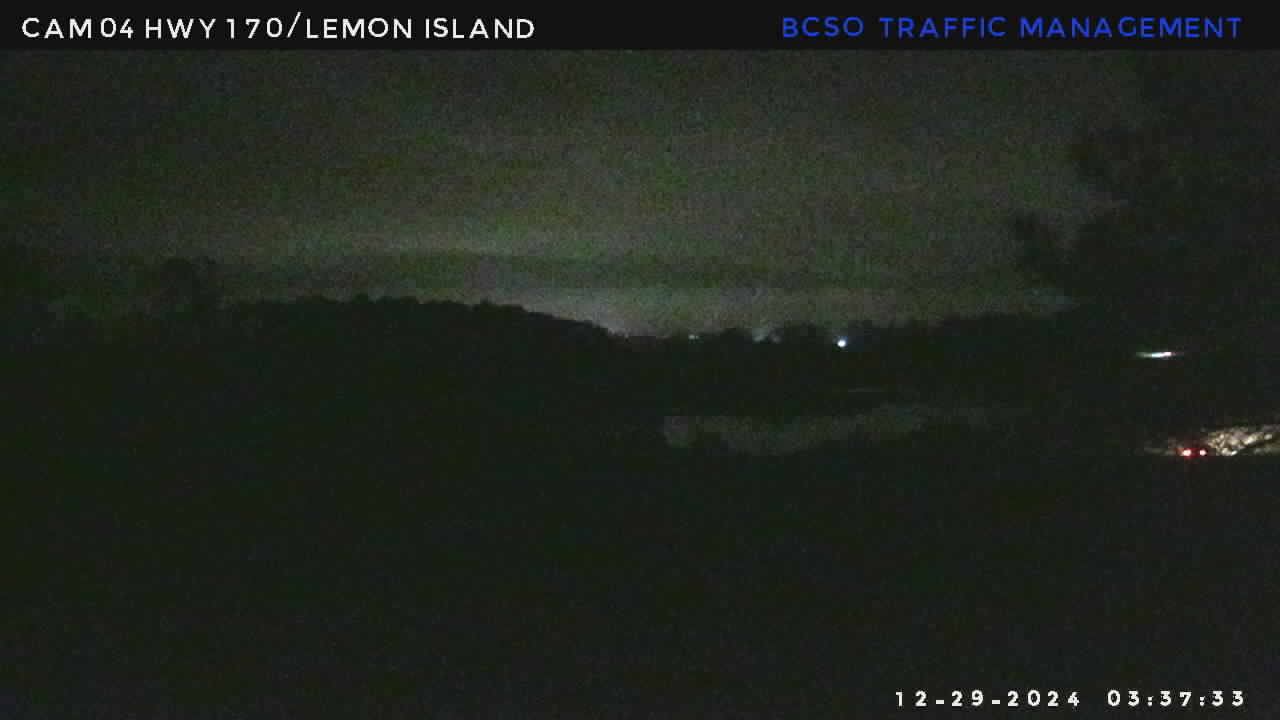 CAM 04 HWY 170/LEMON ISLAND
BCSO TRAFFIC MANAGEMENT
12-29-2024 03:37:33